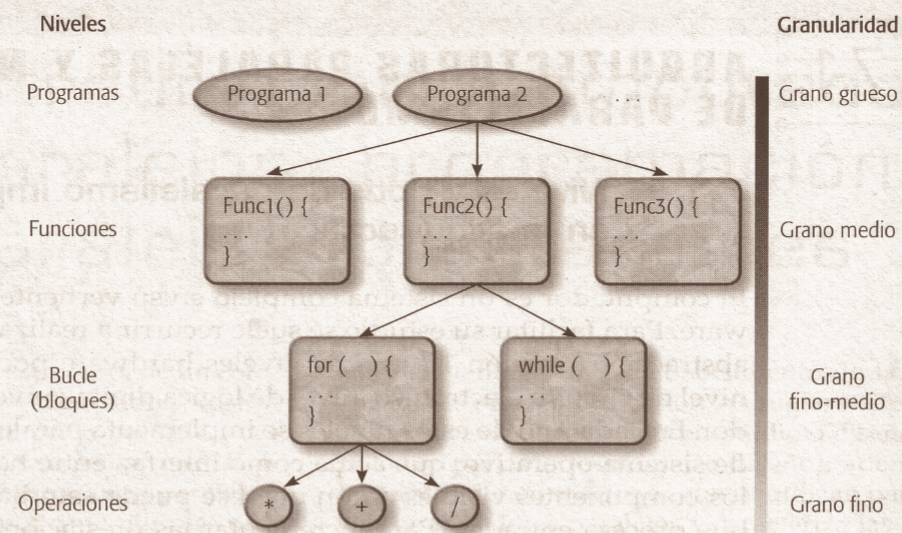 Niveles
Granularidad
Programas
Programa 1
Programa 2
. . .
Grano grueso
Funciones
Func1() {
. . .
}
Func2() {
. . .
}
Func3() {
. . .
}
Grano medio
Bucle
(bloques)
for (   ) {
. . .
}
while (   ) {
. . .
}
Grano
fino-medio
Operaciones
*
+
/
Grano fino